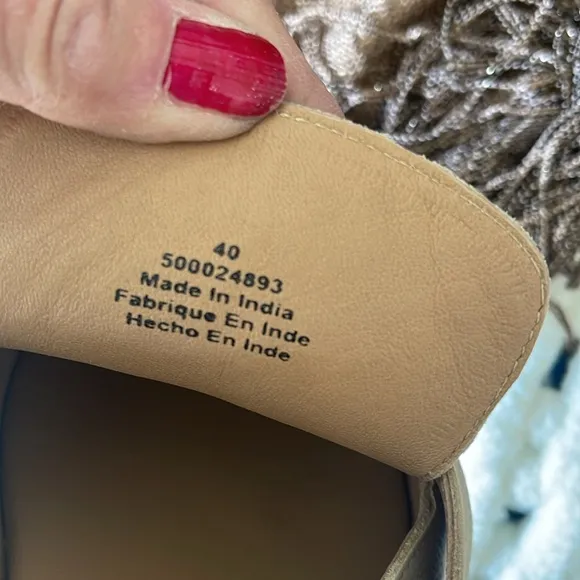 40
500024893
Made In India
Fabrique En Inde
Hecho En Inde